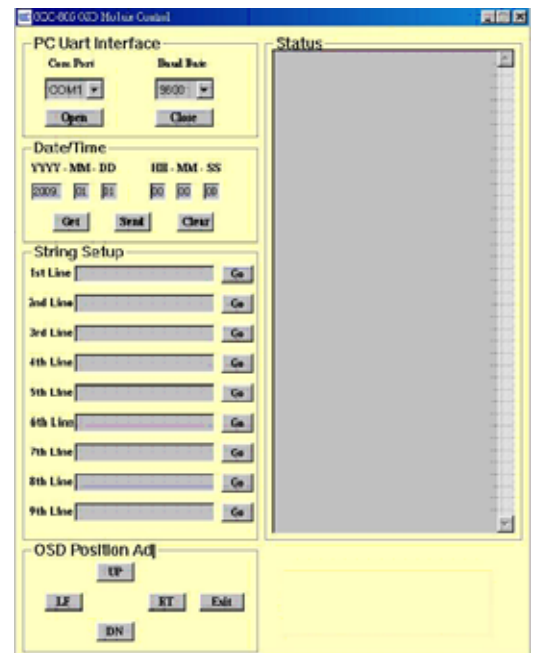 OSD Control
PC Uart Interface
Com Port Baud Rate
COM1 9600
Open Close
Date/Time
YYYY - MM - DD HH - MM - SS
2009 01 01 00 00 00
Get Send Clear
String Setup
1st Line Go
2nd Line Go
3rd Line Go
4th Line Go
5th Line Go
6th Line Go
7th Line Go
8th Line Go
9th Line Go
OSD Position Adj
UP
LF RT Exit
DN
Status